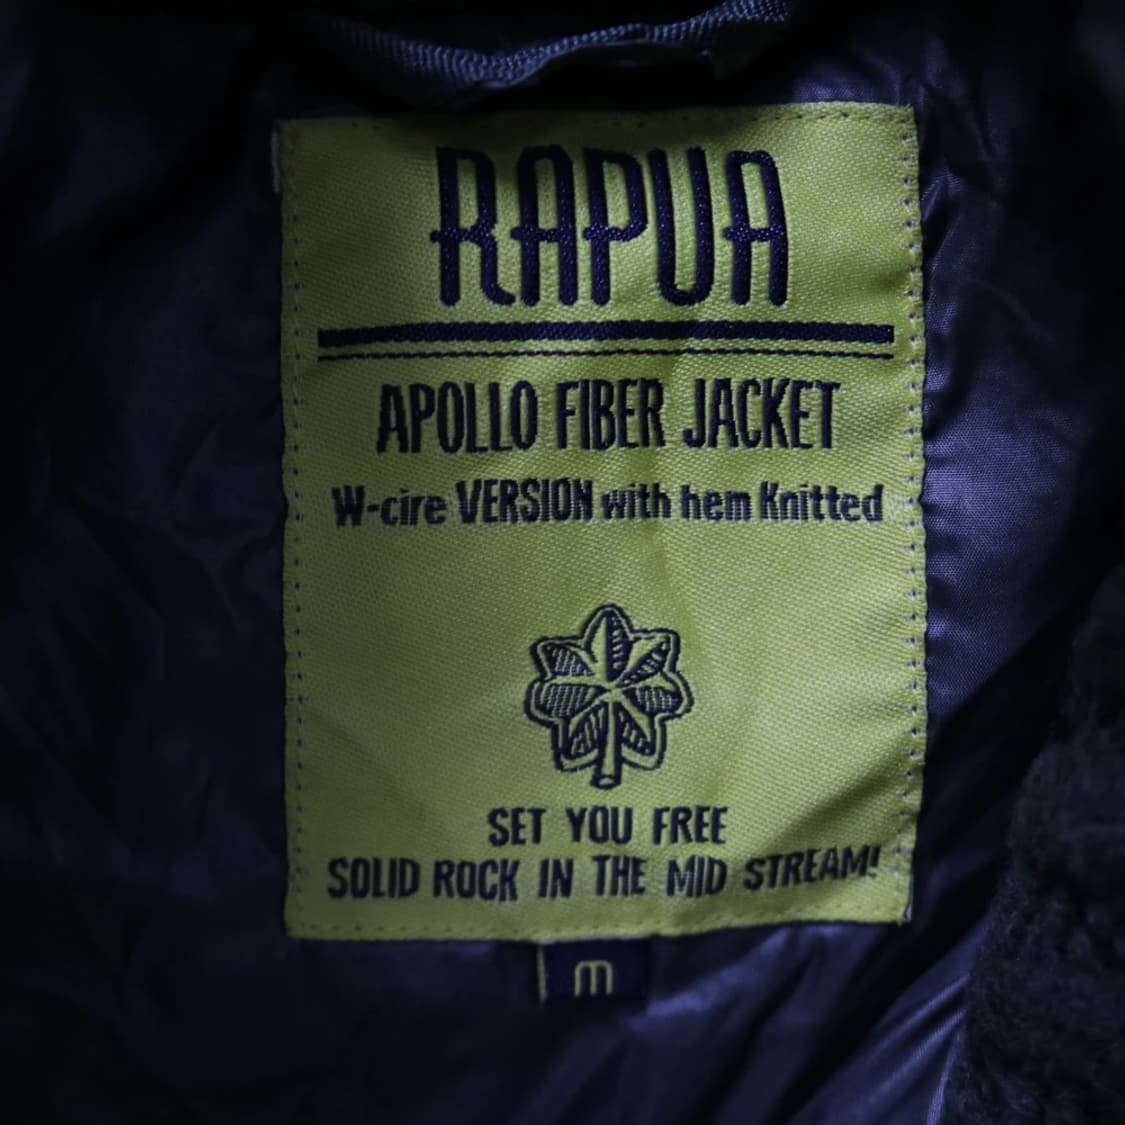 RAPUA
APOLLO FIBER JACKET
W-cire VERSION with hem Knitted
SET YOU FREE
SOLID ROCK IN THE MID STREAM!
m